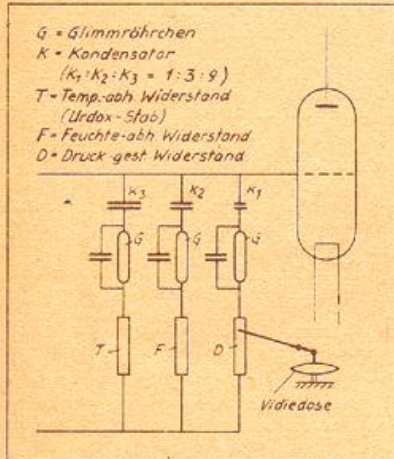 G = Glimmröhrchen
K = Kondensator
(K₁:K₂:K₃ = 1:3:9)
T = Temp.-abh. Widerstand
(Urdox-Stab)
F = Feuchte-abh. Widerstand
D = Druck gest. Widerstand
K₃ K₂ K₁
G G G
T F D
Vidiedose